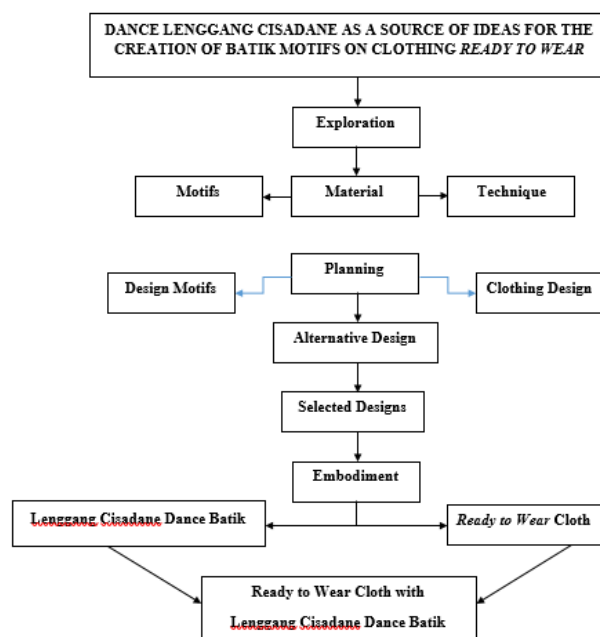 DANCE LENGGANG CISADANE AS A SOURCE OF IDEAS FOR THE
CREATION OF BATIK MOTIFS ON CLOTHING READY TO WEAR
Exploration
Motifs
Material
Technique
Planning
Design Motifs
Clothing Design
Alternative Design
Selected Designs
Embodiment
Lenggang Cisadane Dance Batik
Ready to Wear Cloth
Ready to Wear Cloth with
Lenggang Cisadane Dance Batik